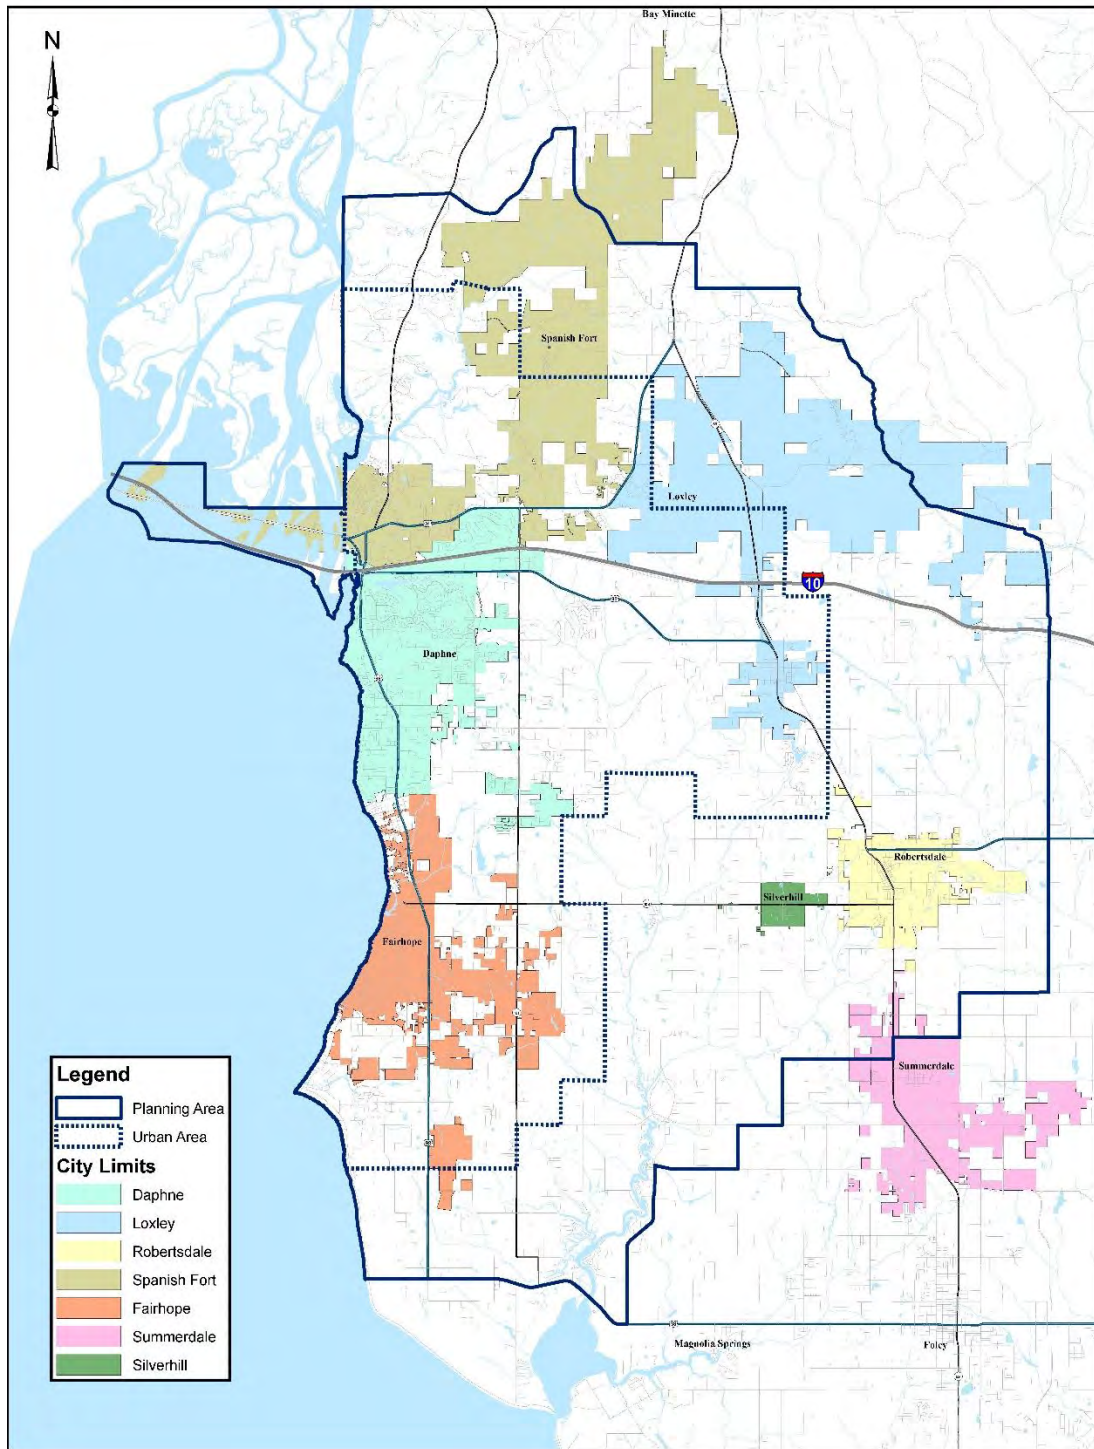 Bay Minette
N
Spanish Fort
Loxley
10
Daphne
Robertsdale
Silverhill
Fairhope
Summerdale
Legend
Planning Area
Urban Area
City Limits
Daphne
Loxley
Robertsdale
Spanish Fort
Fairhope
Summerdale
Silverhill
Magnolia Springs
Foley